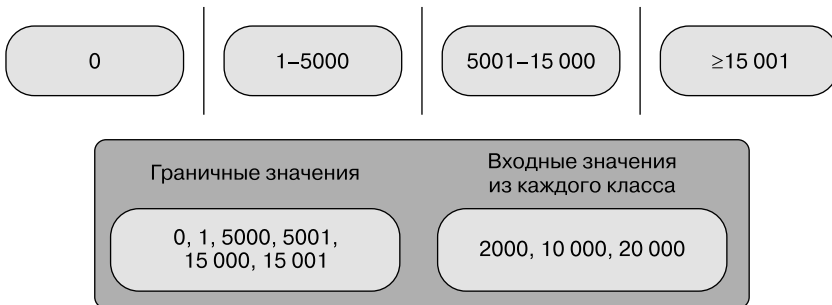 0
1–5000
5001–15 000
≥15 001
Граничные значения
0, 1, 5000, 5001,
15 000, 15 001
Входные значения
из каждого класса
2000, 10 000, 20 000